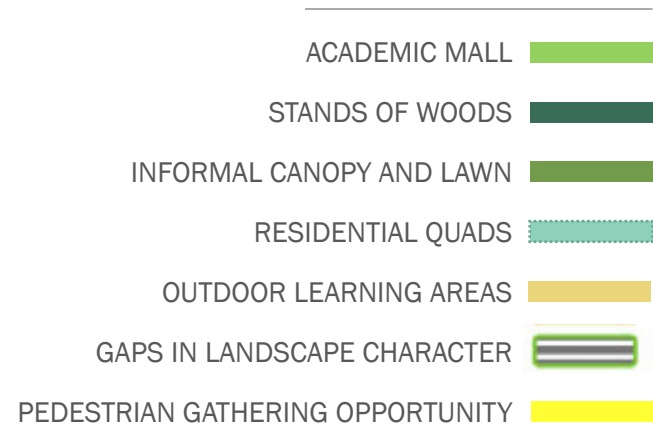 ACADEMIC MALL
STANDS OF WOODS
INFORMAL CANOPY AND LAWN
RESIDENTIAL QUADS
OUTDOOR LEARNING AREAS
GAPS IN LANDSCAPE CHARACTER
PEDESTRIAN GATHERING OPPORTUNITY